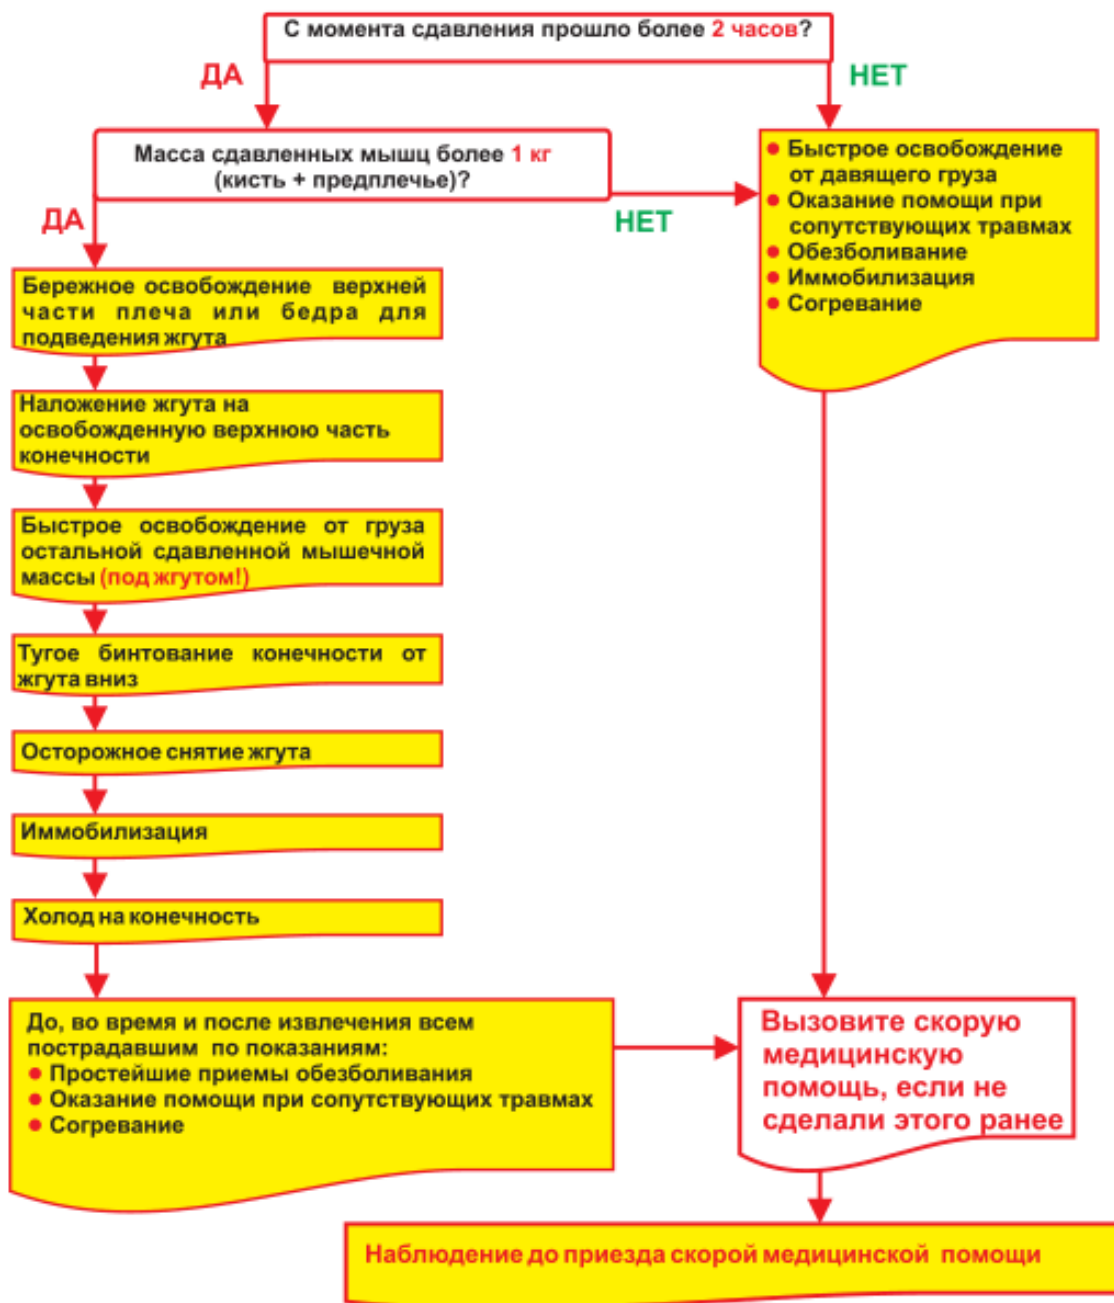 С момента сдавления прошло более 2 часов?
ДА
НЕТ
Масса сдавленных мышц более 1 кг
(кисть + предплечье)?
ДА
НЕТ
● Быстрое освобождение
от давящего груза
● Оказание помощи при
сопутствующих травмах
● Обезболивание
● Иммобилизация
● Согревание
Бережное освобождение верхней
части плеча или бедра для
подведения жгута
Наложение жгута на
освобожденную верхнюю часть
конечности
Быстрое освобождение от груза
остальной сдавленной мышечной
массы (под жгутом!)
Тугое бинтование конечности от
жгута вниз
Осторожное снятие жгута
Иммобилизация
Холод на конечность
До, во время и после извлечения всем
пострадавшим по показаниям:
● Простейшие приемы обезболивания
● Оказание помощи при сопутствующих травмах
● Согревание
Вызовите скорую
медицинскую
помощь, если не
сделали этого ранее
Наблюдение до приезда скорой медицинской помощи